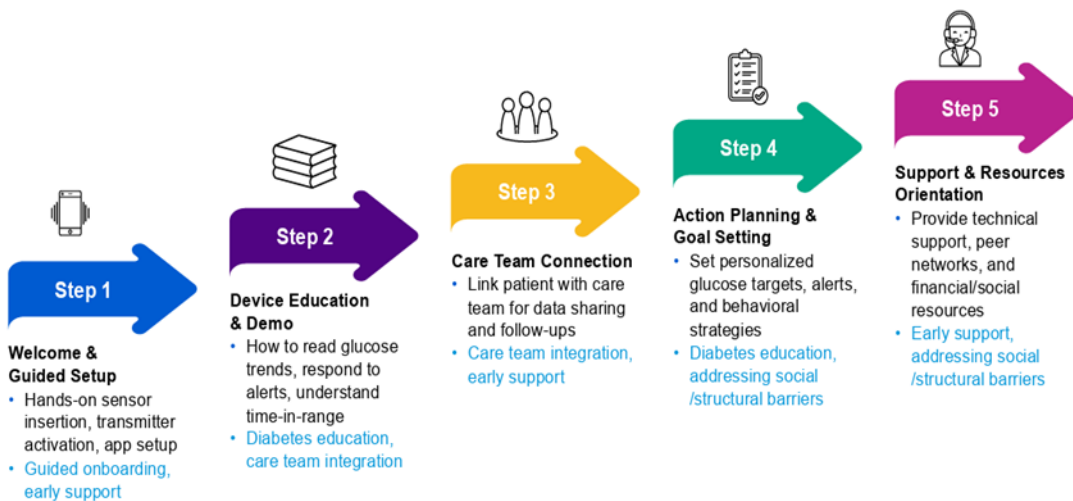 Step 1
Welcome &
Guided Setup
• Hands-on sensor
insertion, transmitter
activation, app setup
• Guided onboarding,
early support
Step 2
Device Education
& Demo
• How to read glucose
trends, respond to
alerts, understand
time-in-range
• Diabetes education,
care team integration
Step 3
Care Team Connection
• Link patient with care
team for data sharing
and follow-ups
• Care team integration,
early support
Step 4
Action Planning &
Goal Setting
• Set personalized
glucose targets, alerts,
and behavioral
strategies
• Diabetes education,
addressing social
/structural barriers
Step 5
Support & Resources
Orientation
• Provide technical
support, peer
networks, and
financial/social
resources
• Early support,
addressing social
/structural barriers